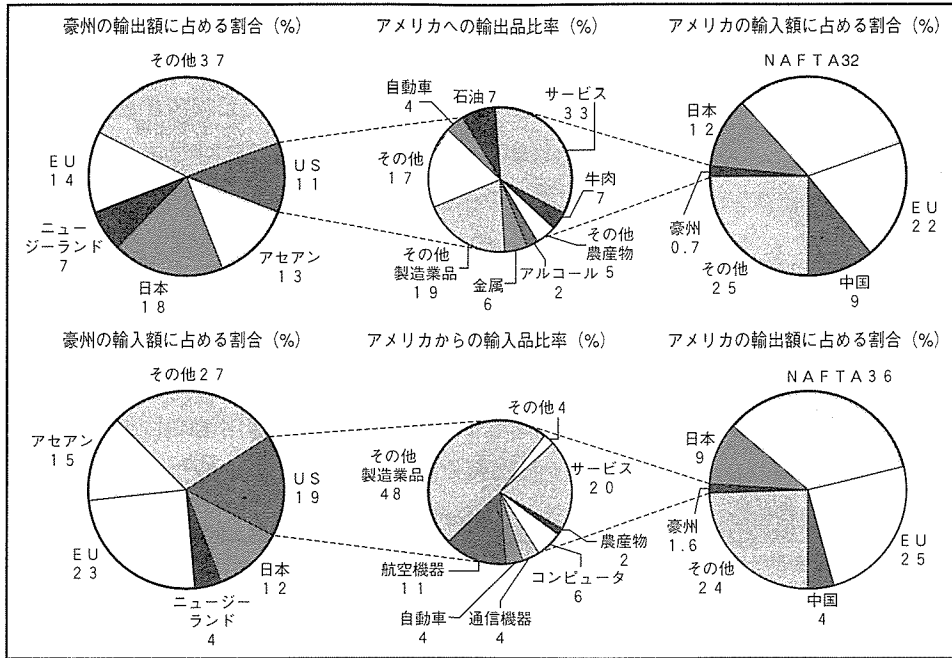 豪州の輸出額に占める割合（%）
その他37
US
11
アセアン
13
日本
18
ニュー
ジーランド
7
EU
14
アメリカへの輸出品比率（%）
自動車
4
石油7
サービス
33
牛肉
7
その他
農産物
5
アルコール
2
金属
6
その他
製造業品
19
その他
17
アメリカの輸入額に占める割合（%）
NAFTA32
日本
12
豪州
0.7
その他
25
中国
9
EU
22
豪州の輸入額に占める割合（%）
その他27
アセアン
15
US
19
日本
12
ニュージー
ランド
4
EU
23
アメリカからの輸入品比率（%）
その他4
その他
製造業品
48
サービス
20
農産物
2
コンピュータ
6
通信機器
4
自動車
4
航空機器
11
アメリカの輸出額に占める割合（%）
NAFTA36
日本
9
豪州
1.6
その他
24
中国
4
EU
25